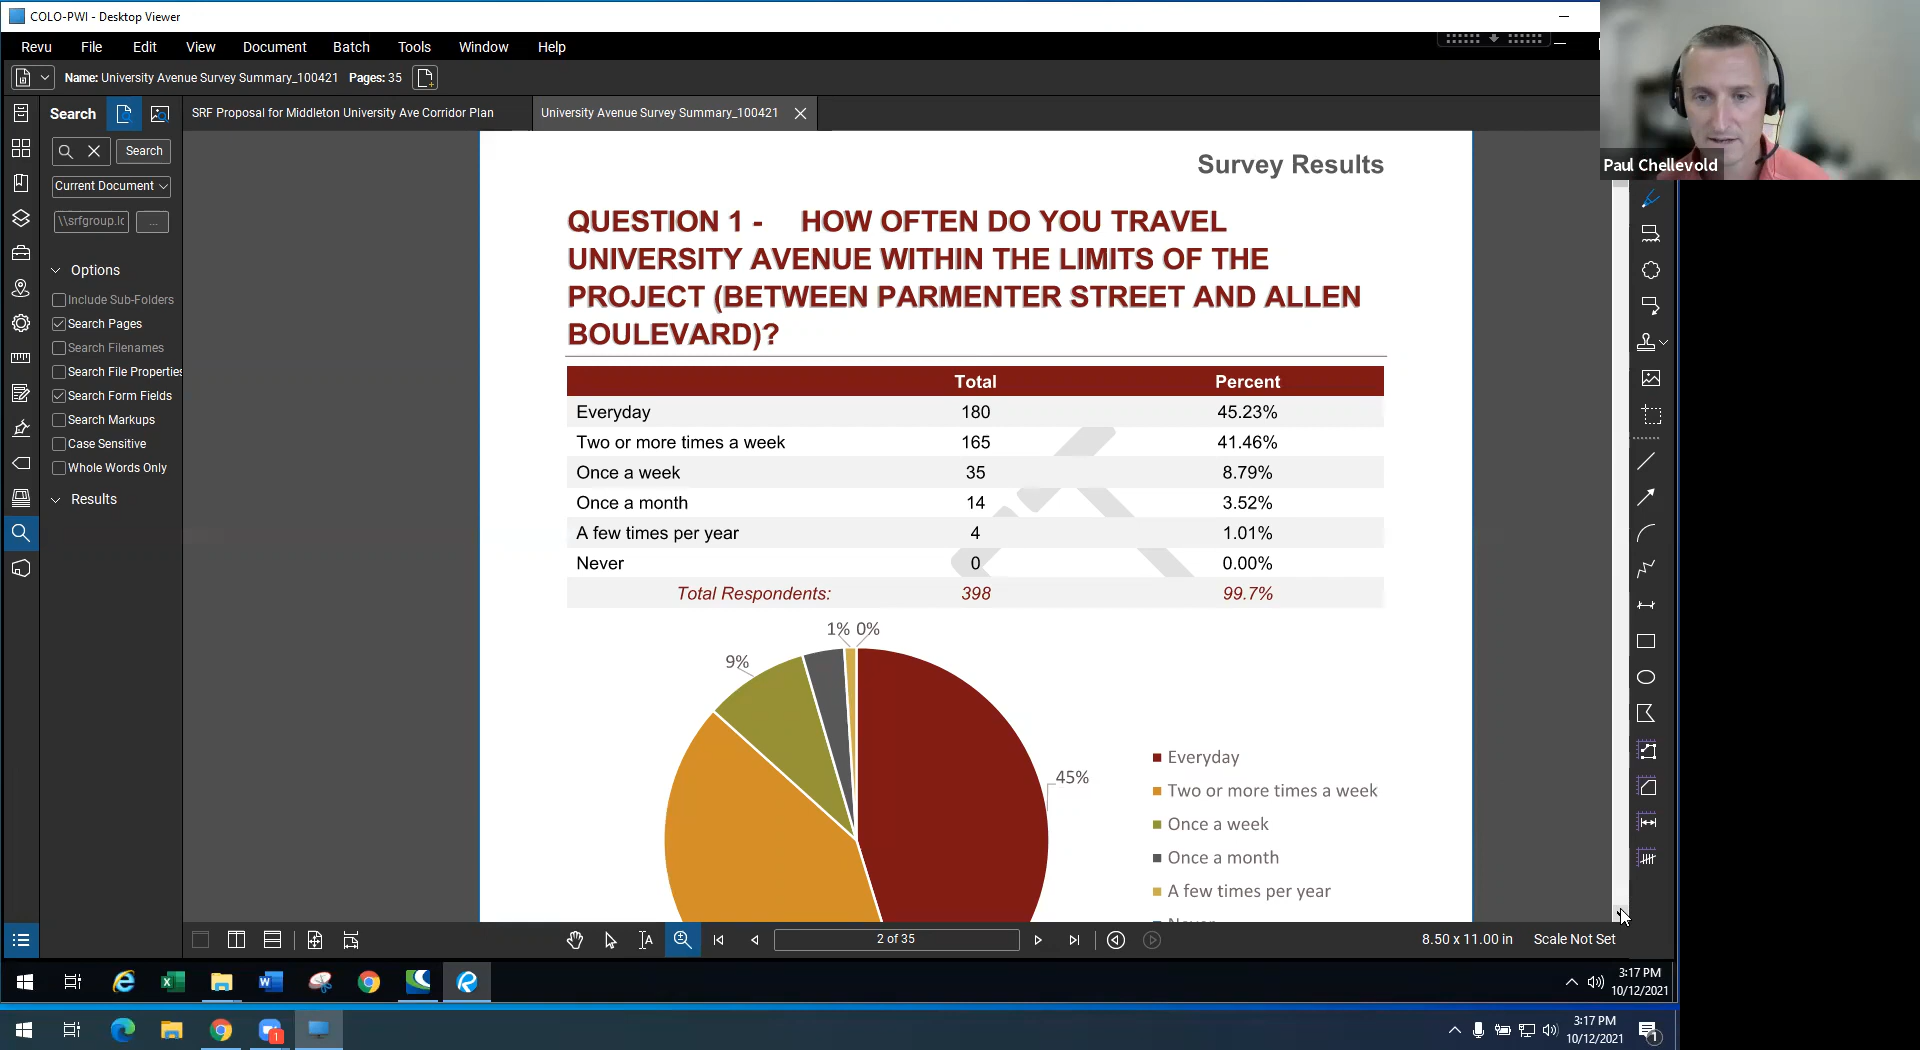 COLO-PWI - Desktop Viewer
Revu File Edit View Document Batch Tools Window Help
Name: University Avenue Survey Summary_100421 Pages: 35
Search
SRF Proposal for Middleton University Ave Corridor Plan
University Avenue Survey Summary_100421
Search
Current Document
\\srfgroup.lc
...
Options
Include Sub-Folders
Search Pages
Search Filenames
Search File Properties
Search Form Fields
Search Markups
Case Sensitive
Whole Words Only
Results
Paul Chellevold
Survey Results
QUESTION 1 - HOW OFTEN DO YOU TRAVEL
UNIVERSITY AVENUE WITHIN THE LIMITS OF THE
PROJECT (BETWEEN PARMENTER STREET AND ALLEN
BOULEVARD)?
Total Percent
Everyday 180 45.23%
Two or more times a week 165 41.46%
Once a week 35 8.79%
Once a month 14 3.52%
A few times per year 4 1.01%
Never 0 0.00%
Total Respondents: 398 99.7%
1% 0%
9%
45%
Everyday
Two or more times a week
Once a week
Once a month
A few times per year
Never
2 of 35
8.50 x 11.00 in Scale Not Set
3:17 PM
10/12/2021
3:17 PM
10/12/2021